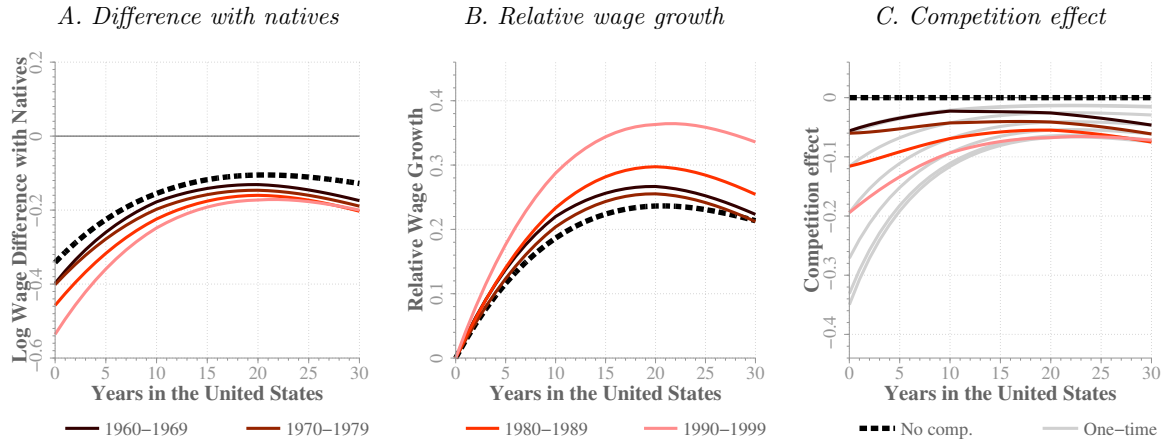 A. Difference with natives
B. Relative wage growth
C. Competition effect
Log Wage Difference with Natives
0.2
0
−0.2
−0.4
−0.6
0 5 10 15 20 25 30
Years in the United States
Relative Wage Growth
0.4
0.3
0.2
0.1
0
0 5 10 15 20 25 30
Years in the United States
Competition effect
0
−0.1
−0.2
−0.3
−0.4
0 5 10 15 20 25 30
Years in the United States
1960−1969 1970−1979 1980−1989 1990−1999 No comp. One−time